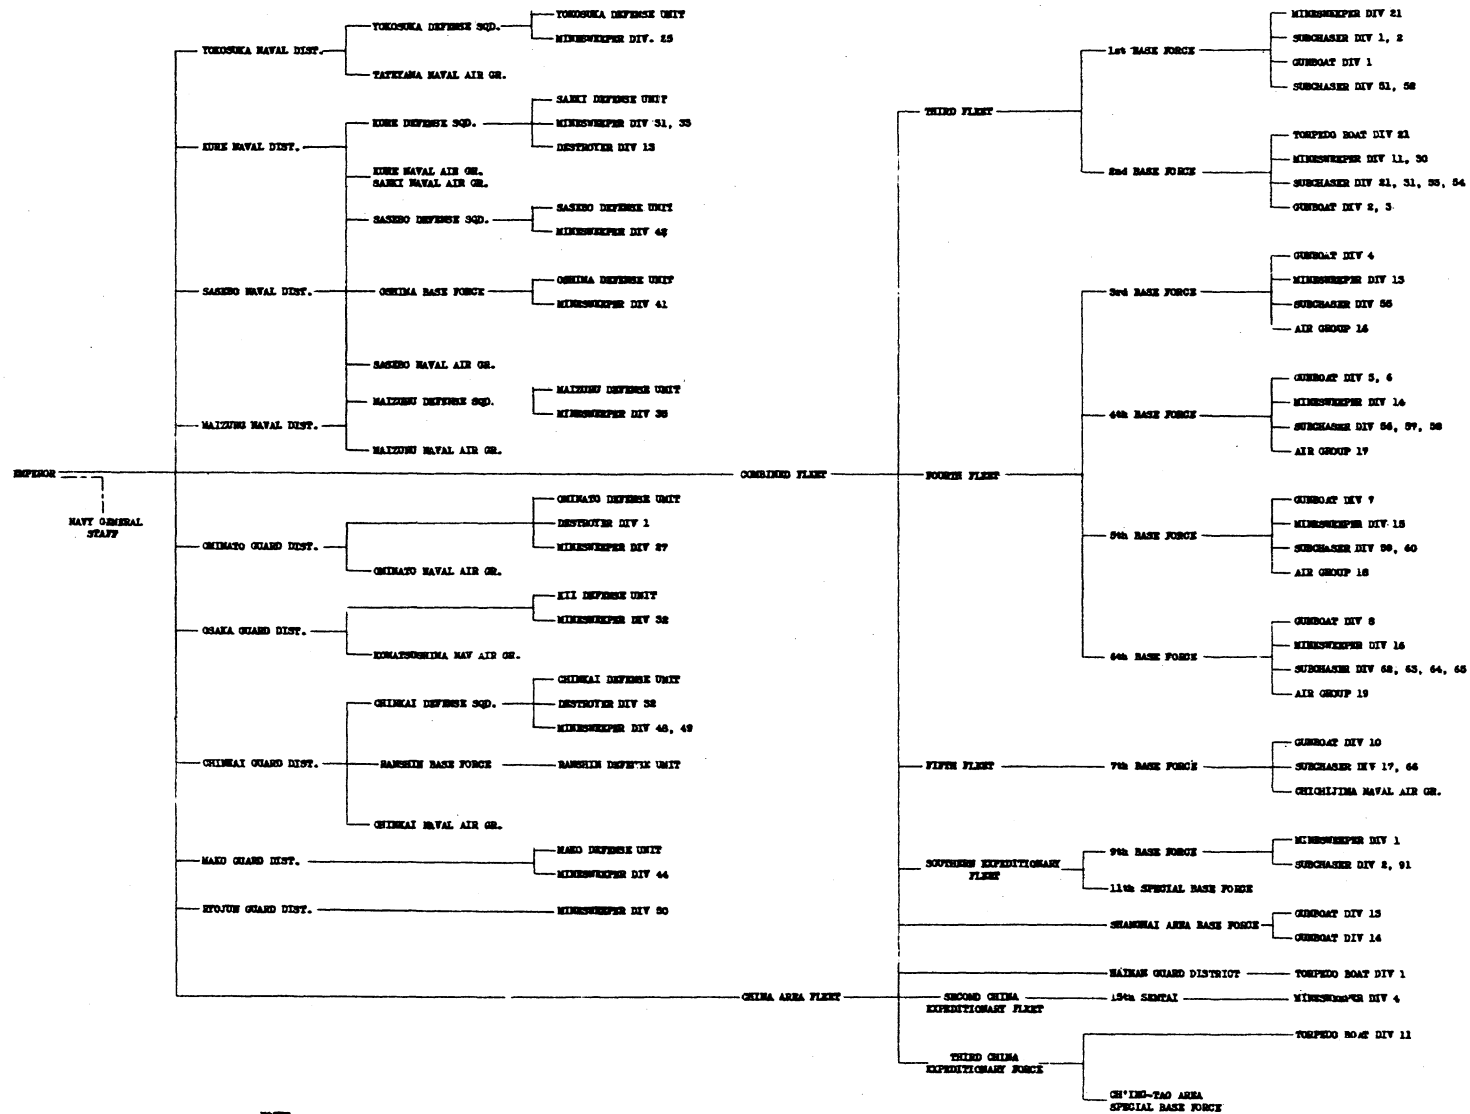 EMPEROR
NAVY GENERAL
STAFF
YOKOSUKA NAVAL DIST.
YOKOSUKA DEFENSE SQD.
YOKOSUKA DEFENSE UNIT
MINESWEEPER DIV. 25
TATEYAMA NAVAL AIR GR.
KURE NAVAL DIST.
KURE DEFENSE SQD.
SAEKI DEFENSE UNIT
MINESWEEPER DIV 31, 33
DESTROYER DIV 13
KURE NAVAL AIR GR.
SAEKI NAVAL AIR GR.
SASEBO DEFENSE SQD.
SASEBO DEFENSE UNIT
MINESWEEPER DIV
SASEBO NAVAL DIST.
OSHIMA BASE FORCE
OSHIMA DEFENSE UNIT
MINESWEEPER DIV 41
SASEBO NAVAL AIR GR.
MAIZURU DEFENSE SQD.
MAIZURU DEFENSE UNIT
MINESWEEPER DIV 35
MAIZURU NAVAL DIST.
MAIZURU NAVAL AIR GR.
OMINATO GUARD DIST.
OMINATO DEFENSE UNIT
DESTROYER DIV 1
MINESWEEPER DIV 27
OMINATO NAVAL AIR GR.
OSAKA GUARD DIST.
KII DEFENSE UNIT
MINESWEEPER DIV 32
KOMATSUSHIMA NAV AIR GR.
CHINKAI GUARD DIST.
CHINKAI DEFENSE SQD.
CHINKAI DEFENSE UNIT
DESTROYER DIV 32
MINESWEEPER DIV 48, 49
RANSHIN BASE FORCE
RANSHIN DEFENSE UNIT
CHINKAI NAVAL AIR GR.
MAKO GUARD DIST.
MAKO DEFENSE UNIT
MINESWEEPER DIV 44
RYOJUN GUARD DIST.
MINESWEEPER DIV 50
COMBINED FLEET
THIRD FLEET
1st BASE FORCE
MINESWEEPER DIV 21
SUBCHASER DIV 1, 2
GUNBOAT DIV 1
SUBCHASER DIV 51, 52
2nd BASE FORCE
TORPEDO BOAT DIV 21
MINESWEEPER DIV 11, 30
SUBCHASER DIV 21, 31, 53, 54
GUNBOAT DIV 2, 3
FOURTH FLEET
3rd BASE FORCE
GUNBOAT DIV 4
MINESWEEPER DIV 13
SUBCHASER DIV 55
AIR GROUP 16
4th BASE FORCE
GUNBOAT DIV 5, 6
MINESWEEPER DIV 14
SUBCHASER DIV 56, 57, 58
AIR GROUP 17
5th BASE FORCE
GUNBOAT DIV 7
MINESWEEPER DIV 15
SUBCHASER DIV 59, 60
AIR GROUP 18
6th BASE FORCE
GUNBOAT DIV 8
MINESWEEPER DIV 16
SUBCHASER DIV 62, 63, 64, 65
AIR GROUP 19
FIFTH FLEET
7th BASE FORCE
GUNBOAT DIV 10
SUBCHASER DIV 17, 66
CHICHIJIMA NAVAL AIR GR.
SOUTHERN EXPEDITIONARY
FLEET
9th BASE FORCE
MINESWEEPER DIV 1
SUBCHASER DIV 2, 91
11th SPECIAL BASE FORCE
CHINA AREA FLEET
SHANGHAI AREA BASE FORCE
GUNBOAT DIV 13
GUNBOAT DIV 14
HAINAN GUARD DISTRICT
TORPEDO BOAT DIV 1
SECOND CHINA
EXPEDITIONARY FLEET
15th SENTAI
MINESWEEPER DIV 4
THIRD CHINA
EXPEDITIONARY FORCE
TORPEDO BOAT DIV 11
CH'ING-TAO AREA
SPECIAL BASE FORCE